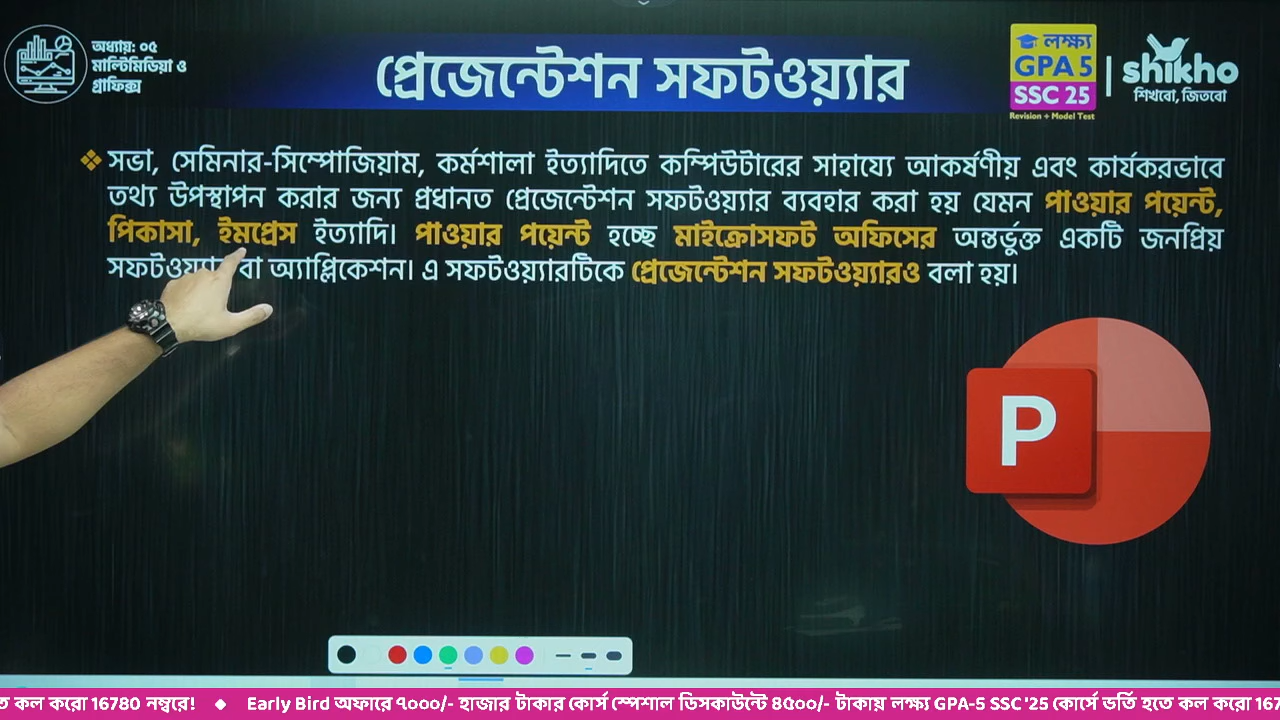 অধ্যায়: ০৫
মাল্টিমিডিয়া ও
গ্রাফিক্স
প্রেজেন্টেশন সফটওয়্যার
লক্ষ্য
GPA 5
SSC 25
Revision + Model Test
shikho
শিখবো, জিতবো
সভা, সেমিনার-সিম্পোজিয়াম, কর্মশালা ইত্যাদিতে কম্পিউটারের সাহায্যে আকর্ষণীয় এবং কার্যকরভাবে
তথ্য উপস্থাপন করার জন্য প্রধানত প্রেজেন্টেশন সফটওয়্যার ব্যবহার করা হয় যেমন পাওয়ার পয়েন্ট,
পিকাসা, ইমপ্রেস ইত্যাদি। পাওয়ার পয়েন্ট হচ্ছে মাইক্রোসফট অফিসের অন্তর্ভুক্ত একটি জনপ্রিয়
সফটওয়্যার বা অ্যাপ্লিকেশন। এ সফটওয়্যারটিকে প্রেজেন্টেশন সফটওয়্যারও বলা হয়।
P
ত কল করো 16780 নম্বরে! ◆ Early Bird অফারে ৭০০০/- হাজার টাকার কোর্স স্পেশাল ডিসকাউন্টে ৪৫০০/- টাকায় লক্ষ্য GPA-5 SSC '25 কোর্সে ভর্তি হতে কল করো 167